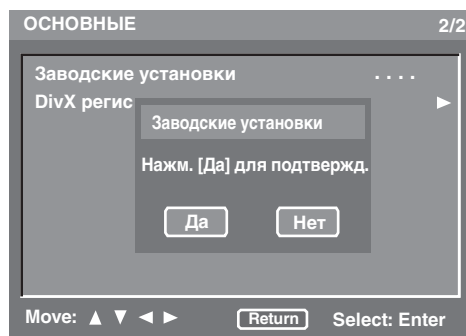 ОСНОВНЫЕ 2/2
Заводские установки . . . .
DivX регис
Заводские установки
Нажм. [Да] для подтвержд.
Да Нет
Move: ▲ ▼ ◄ ► Return Select: Enter